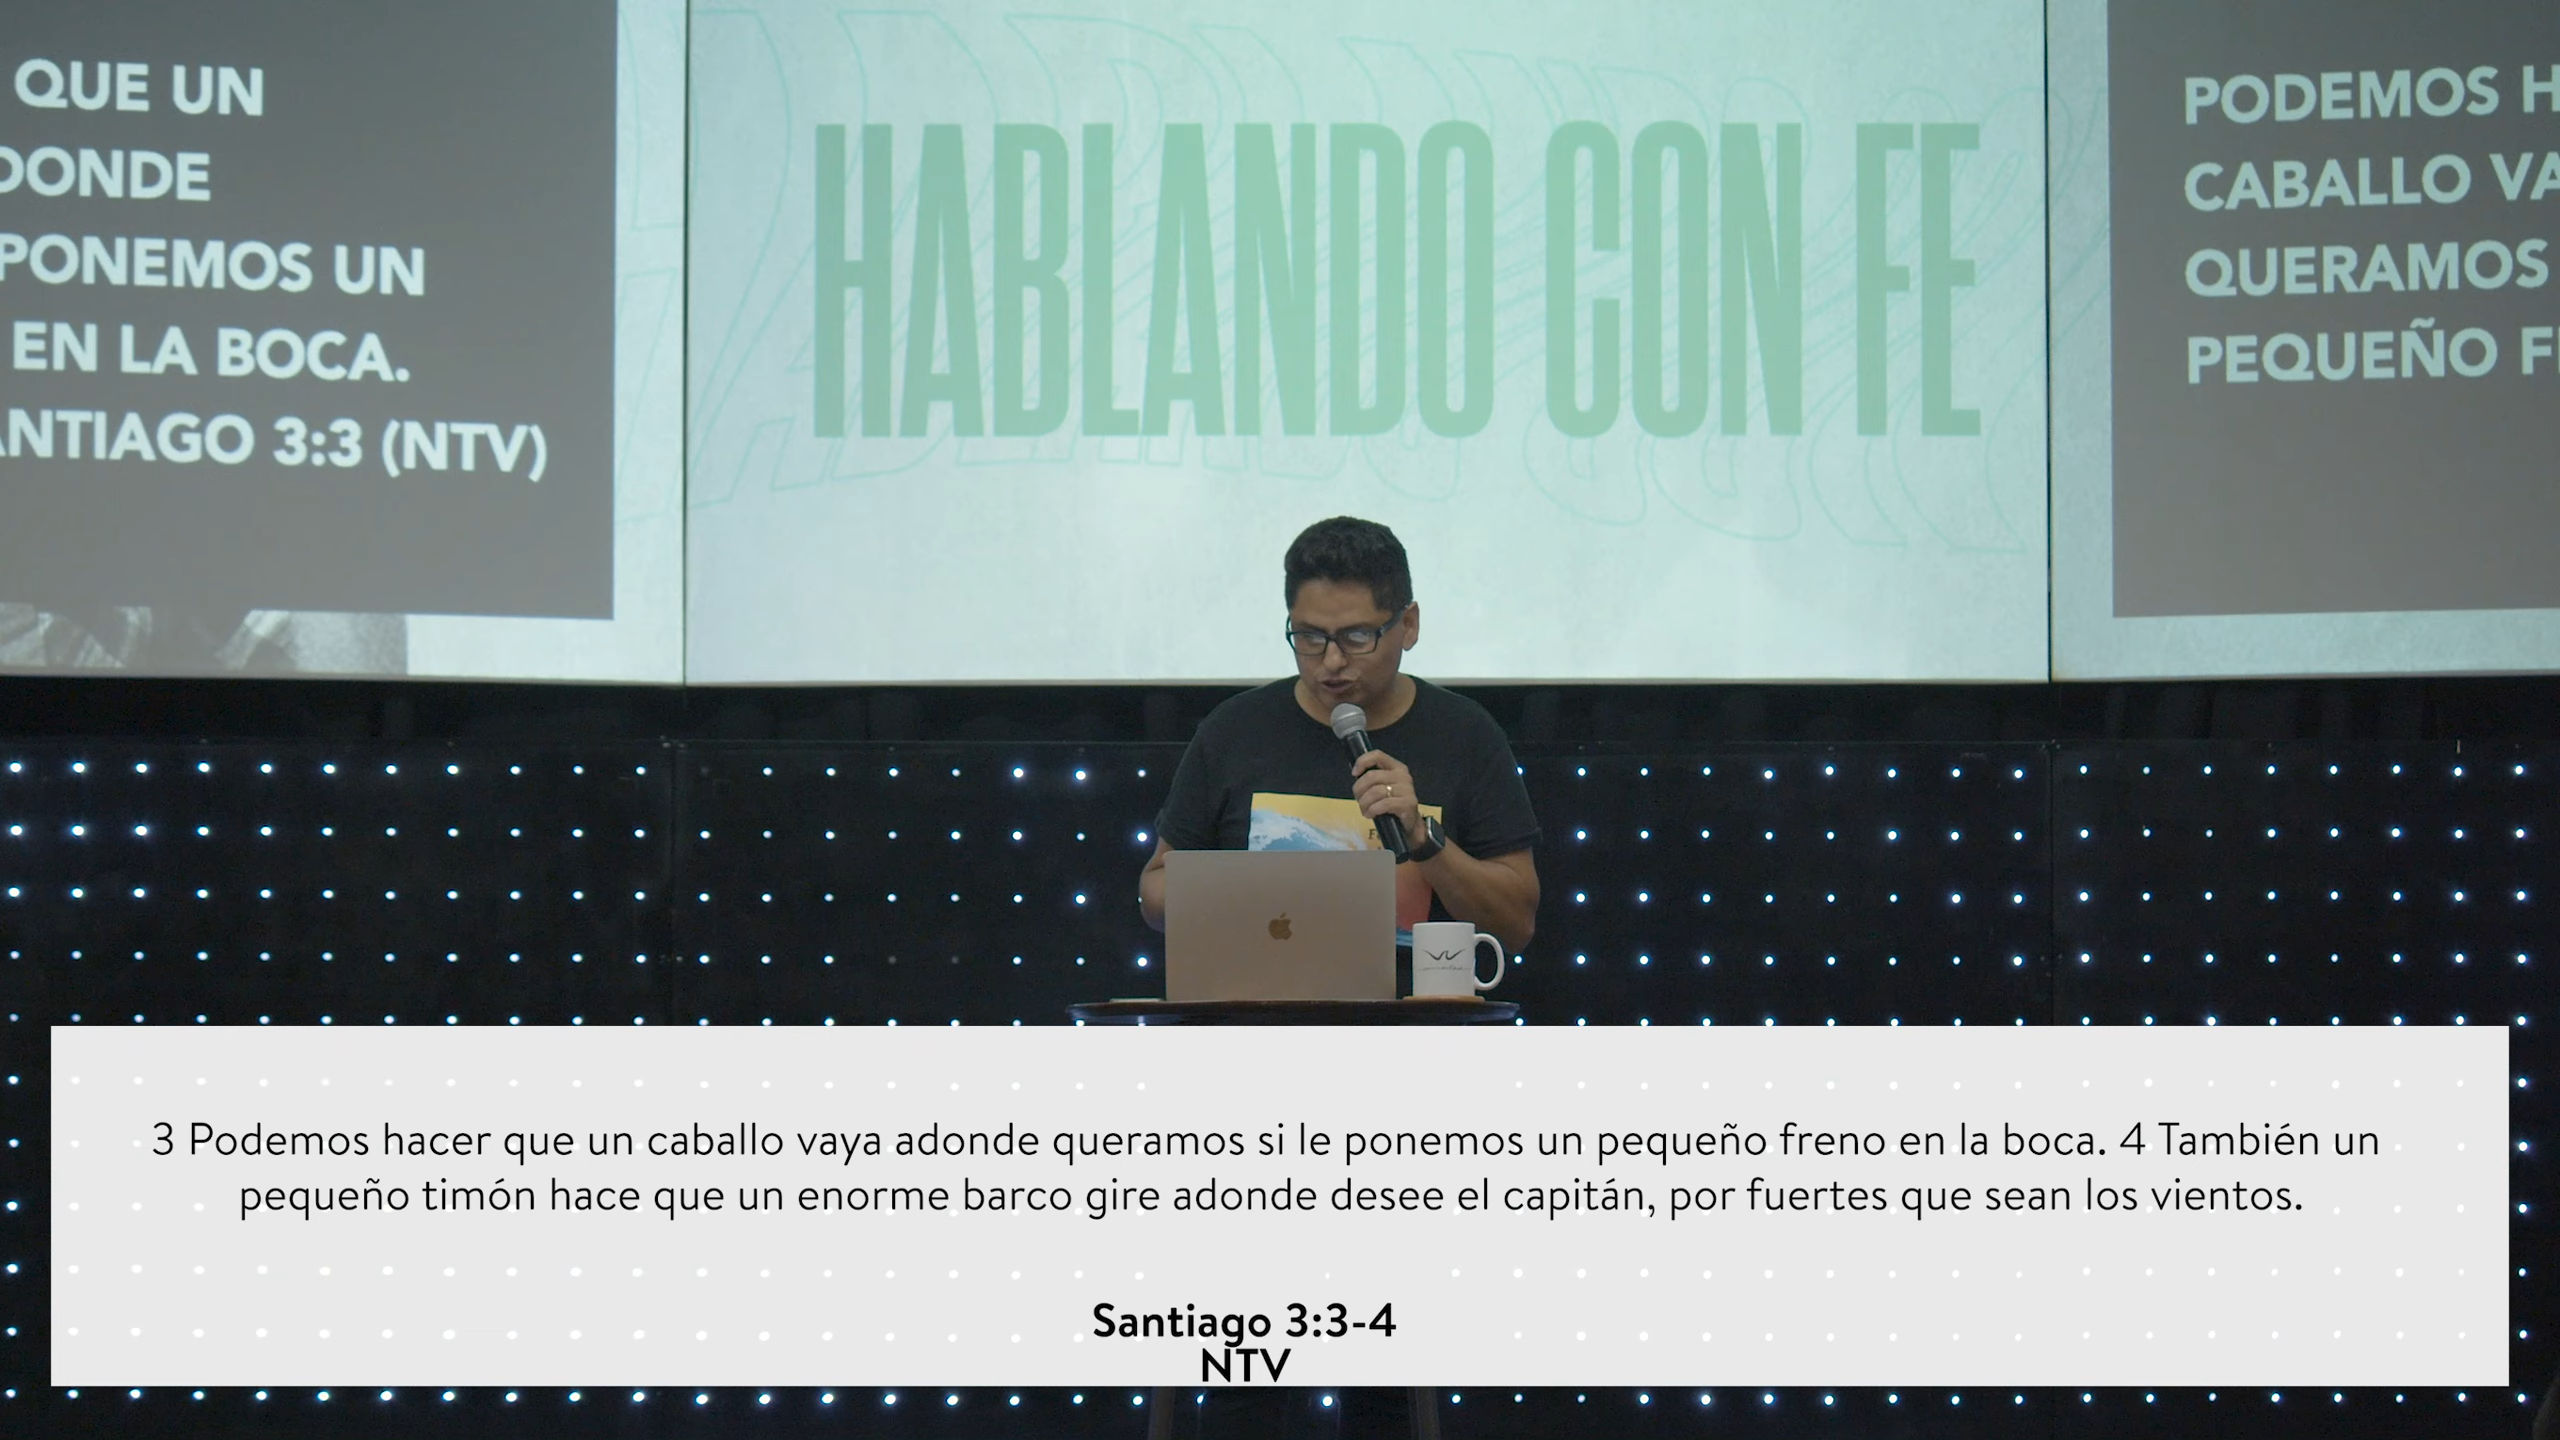 QUE UN
DONDE
PONEMOS UN
EN LA BOCA.
ANTIAGO 3:3 (NTV)
HABLANDO CON FE
PODEMOS H
CABALLO VA
QUERAMOS
PEQUEÑO F
3 Podemos hacer que un caballo vaya adonde queramos si le ponemos un pequeño freno en la boca. 4 También un
pequeño timón hace que un enorme barco gire adonde desee el capitán, por fuertes que sean los vientos.
Santiago 3:3-4
NTV